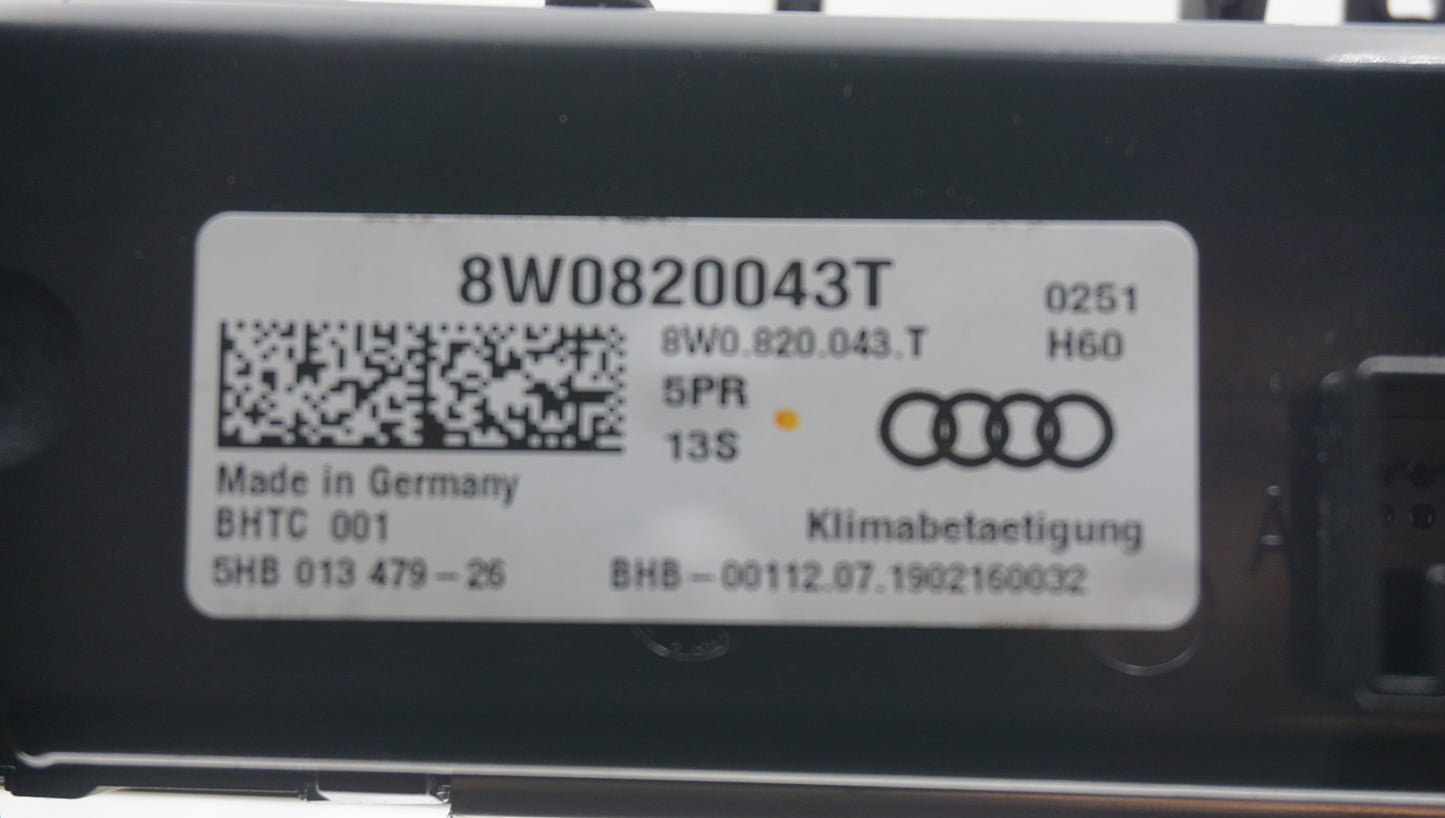 8W0820043T
0251
8W0.820.043.T
H60
5PR
13S
Made in Germany
BHTC 001
Klimabetaetigung
5HB 013 479-26
BHB-00112.07.1902160032
A